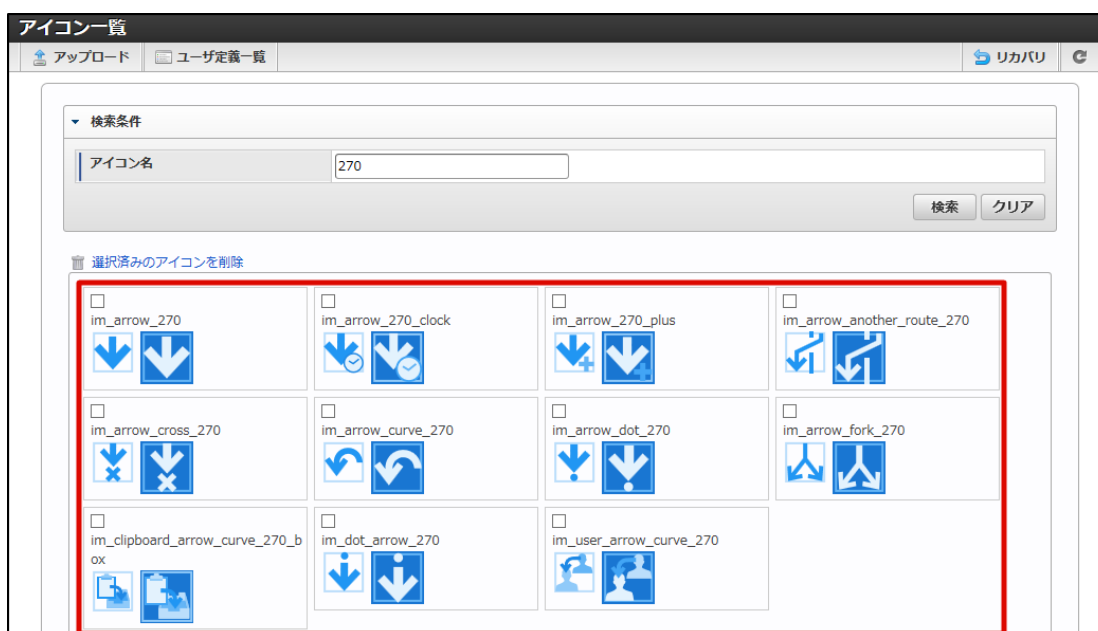 アイコン一覧
アップロード ユーザ定義一覧 リカバリ
検索条件
アイコン名 270
検索 クリア
選択済みのアイコンを削除
im_arrow_270 im_arrow_270_clock im_arrow_270_plus im_arrow_another_route_270
im_arrow_cross_270 im_arrow_curve_270 im_arrow_dot_270 im_arrow_fork_270
im_clipboard_arrow_curve_270_b im_dot_arrow_270 im_user_arrow_curve_270
ox